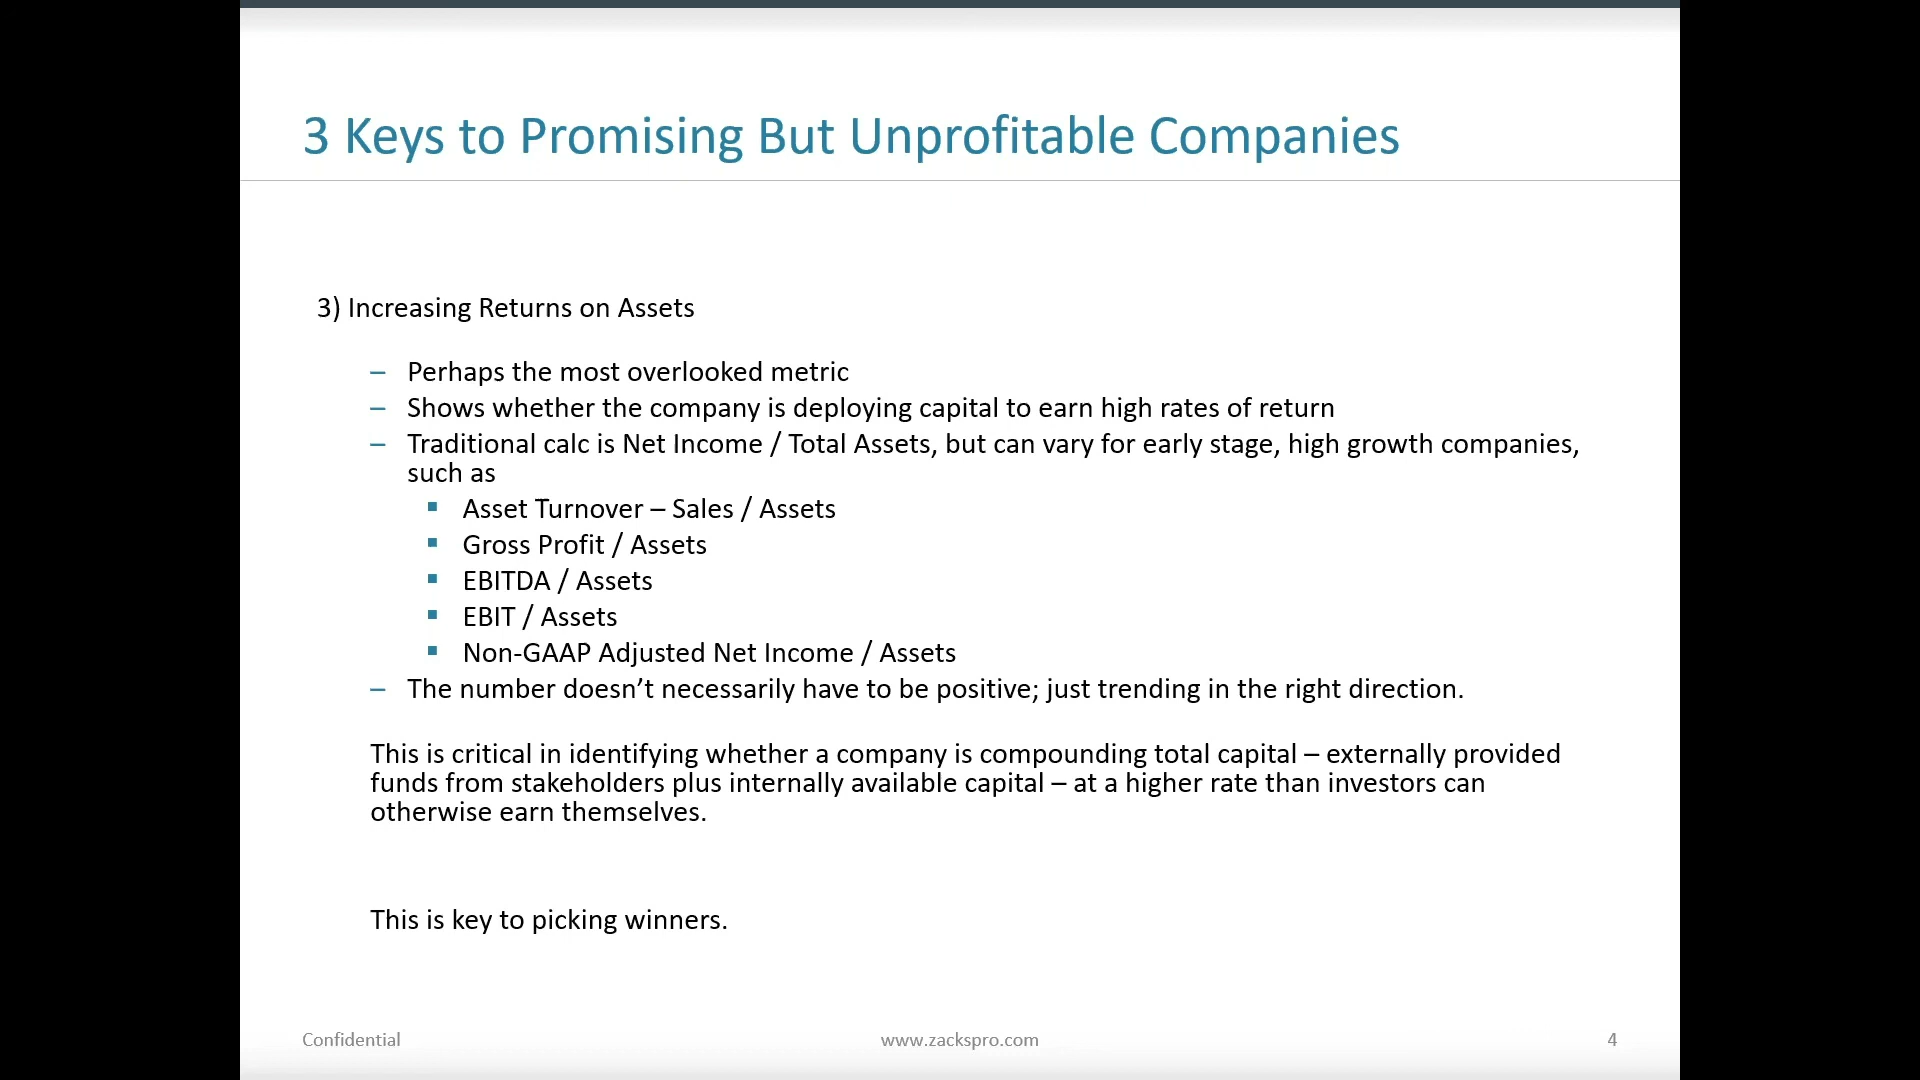 3 Keys to Promising But Unprofitable Companies
3) Increasing Returns on Assets
– Perhaps the most overlooked metric
– Shows whether the company is deploying capital to earn high rates of return
– Traditional calc is Net Income / Total Assets, but can vary for early stage, high growth companies,
such as
▪ Asset Turnover – Sales / Assets
▪ Gross Profit / Assets
▪ EBITDA / Assets
▪ EBIT / Assets
▪ Non-GAAP Adjusted Net Income / Assets
– The number doesn’t necessarily have to be positive; just trending in the right direction.
This is critical in identifying whether a company is compounding total capital – externally provided
funds from stakeholders plus internally available capital – at a higher rate than investors can
otherwise earn themselves.
This is key to picking winners.
Confidential
www.zackspro.com
4